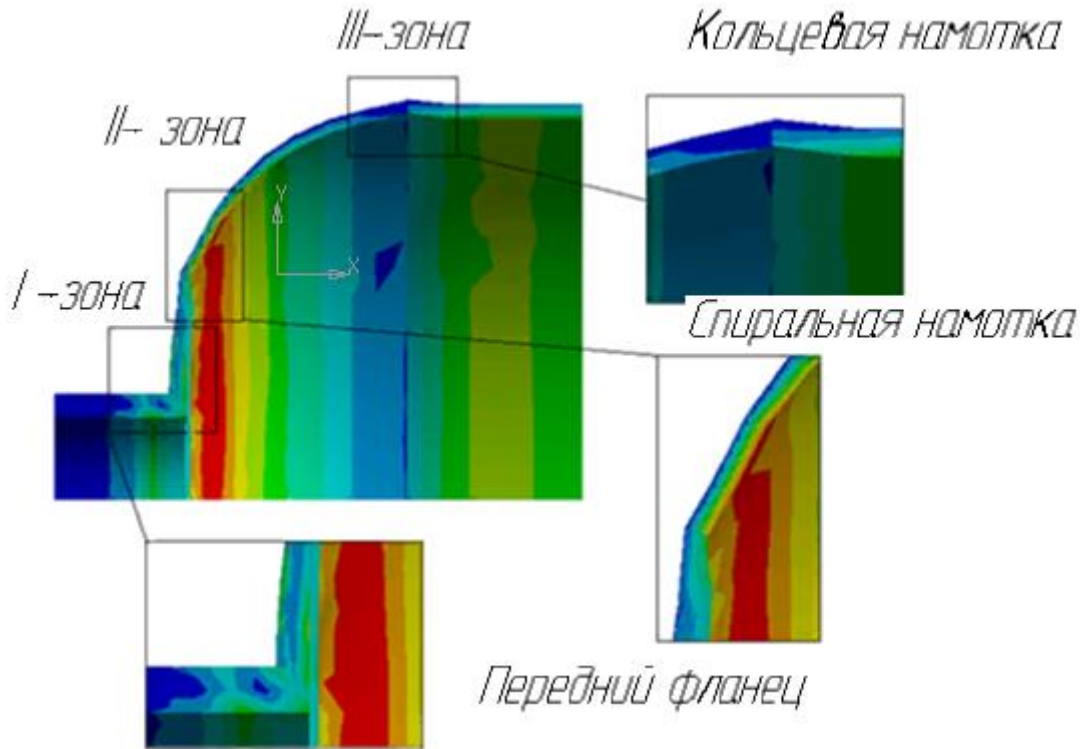 III-зона
Кольцевая намотка
II- зона
Y
X
I -зона
Спиральная намотка
Передний фланец